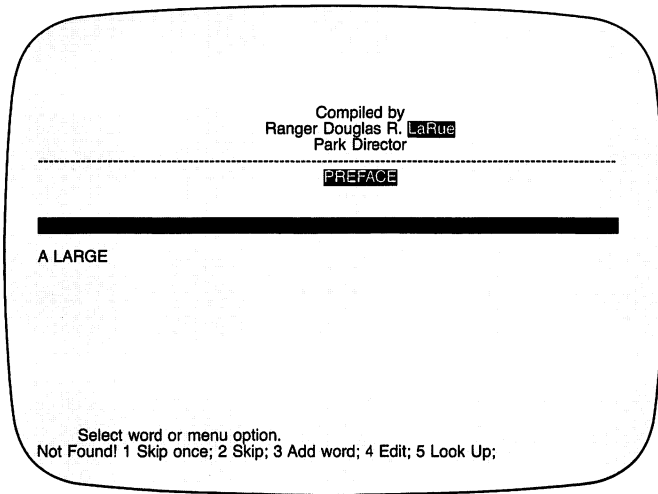 Compiled by
Ranger Douglas R. LaRue
Park Director
PREFACE
A LARGE
Select word or menu option.
Not Found! 1 Skip once; 2 Skip; 3 Add word; 4 Edit; 5 Look Up;